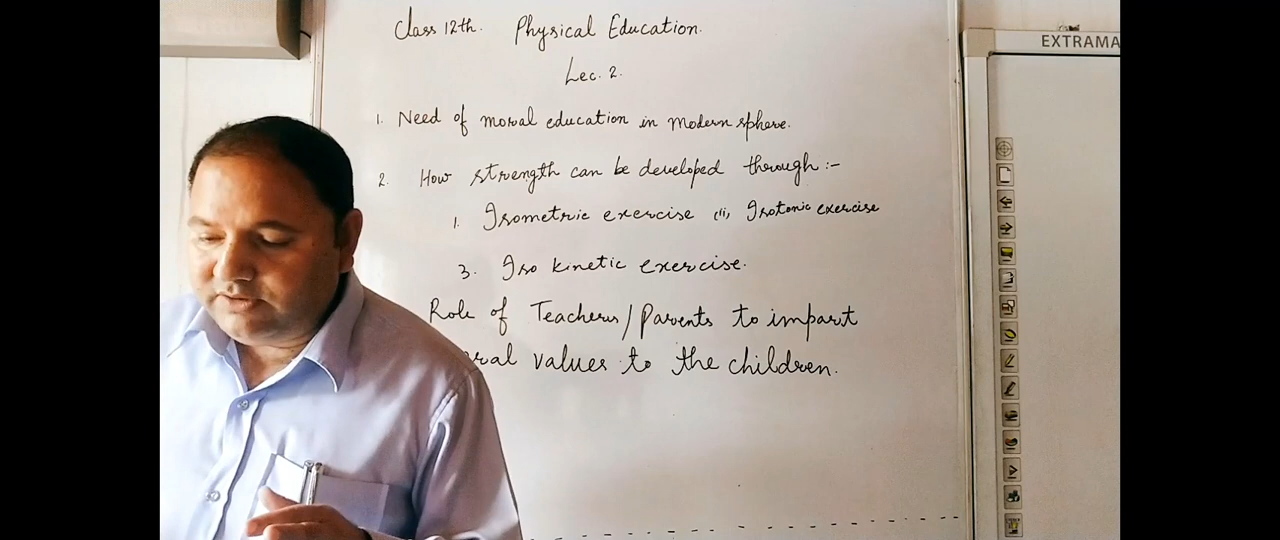 Class 12th. Physical Education.
Lec. 2.
1. Need of moral education in modern sphere.
2. How strength can be developed through :-
1. Isometric exercise (ii) Isotonic exercise
3. Iso kinetic exercise.
Role of Teachers/Parents to impart
oral values to the children.
EXTRAMA